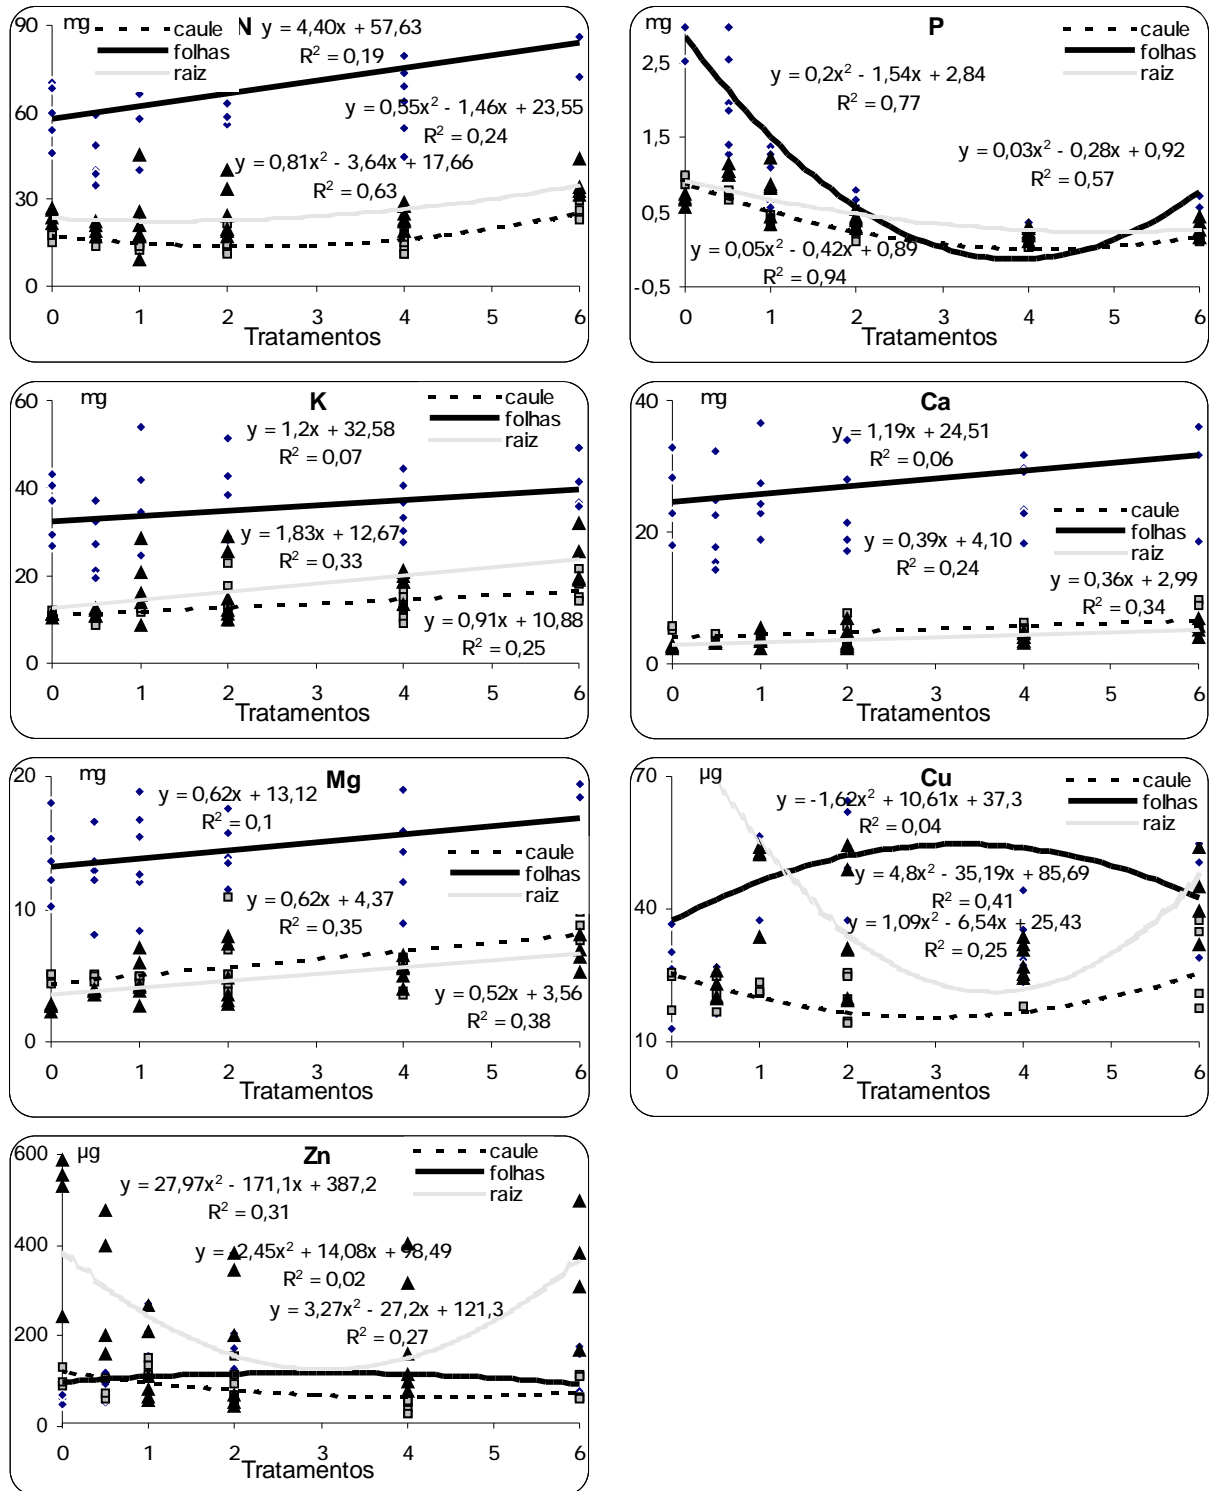 N
mg
caule
folhas
raiz
y = 4,40x + 57,63
R² = 0,19
y = 0,55x² - 1,46x + 23,55
R² = 0,24
y = 0,81x² - 3,64x + 17,66
R² = 0,63
90
60
30
0
0 1 2 3 4 5 6
Tratamentos
P
mg
caule
folhas
raiz
y = 0,2x² - 1,54x + 2,84
R² = 0,77
y = 0,03x² - 0,28x + 0,92
R² = 0,57
y = 0,05x² - 0,42x + 0,89
R² = 0,94
2,5
1,5
0,5
-0,5
0 1 2 3 4 5 6
Tratamentos
K
mg
caule
folhas
raiz
y = 1,2x + 32,58
R² = 0,07
y = 1,83x + 12,67
R² = 0,33
y = 0,91x + 10,88
R² = 0,25
60
40
20
0
0 1 2 3 4 5 6
Tratamentos
Ca
mg
y = 1,19x + 24,51
R² = 0,06
caule
folhas
raiz
y = 0,39x + 4,10
R² = 0,24
y = 0,36x + 2,99
R² = 0,34
40
20
0
0 1 2 3 4 5 6
Tratamentos
Mg
mg
y = 0,62x + 13,12
R² = 0,1
caule
folhas
raiz
y = 0,62x + 4,37
R² = 0,35
y = 0,52x + 3,56
R² = 0,38
20
10
0
0 1 2 3 4 5 6
Tratamentos
Cu
µg
caule
folhas
raiz
y = -1,62x² + 10,61x + 37,3
R² = 0,04
y = 4,8x² - 35,19x + 85,69
R² = 0,41
y = 1,09x² - 6,54x + 25,43
R² = 0,25
70
40
10
0 1 2 3 4 5 6
Tratamentos
Zn
µg
caule
folhas
raiz
y = 27,97x² - 171,1x + 387,2
R² = 0,31
y = -2,45x² + 14,08x + 98,49
R² = 0,02
y = 3,27x² - 27,2x + 121,3
R² = 0,27
600
400
200
0
0 1 2 3 4 5 6
Tratamentos